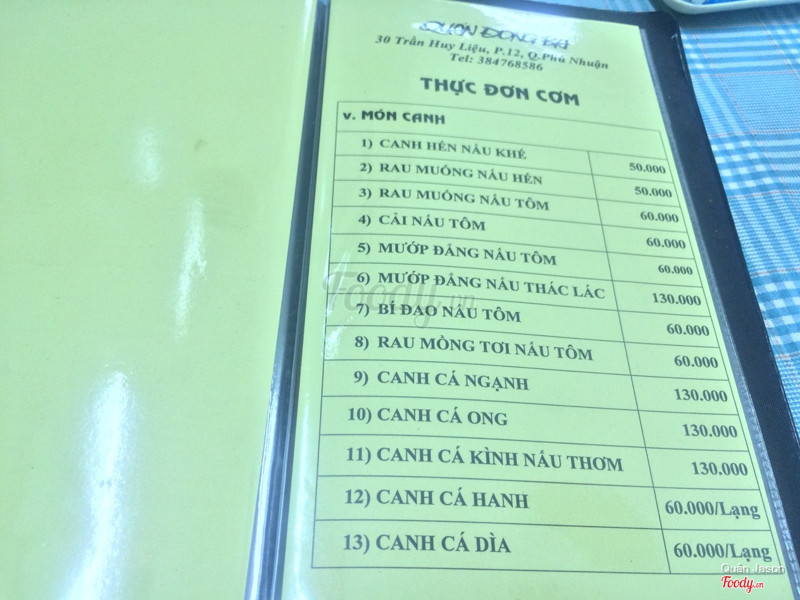 QUÁN ĐÔNG BA
30 Trần Huy Liệu, P.12, Q.Phú Nhuận
Tel: 384768586
THỰC ĐƠN CƠM
V. MÓN CANH
1) CANH HẾN NẤU KHẾ 50.000
2) RAU MUỐNG NẤU HẾN 50.000
3) RAU MUỐNG NẤU TÔM 60.000
4) CẢI NẤU TÔM 60.000
5) MƯỚP ĐẮNG NẤU TÔM 60.000
6) MƯỚP ĐẮNG NẤU THÁC LÁC 130.000
7) BÍ ĐAO NẤU TÔM 60.000
8) RAU MÒNG TƠI NẤU TÔM 60.000
9) CANH CÁ NGẠNH 130.000
10) CANH CÁ ONG 130.000
11) CANH CÁ KÌNH NẤU THƠM 130.000
12) CANH CÁ HANH 60.000/Lạng
13) CANH CÁ DÌA 60.000/Lạng
Foody.vn
Quân Jason
Foody.vn